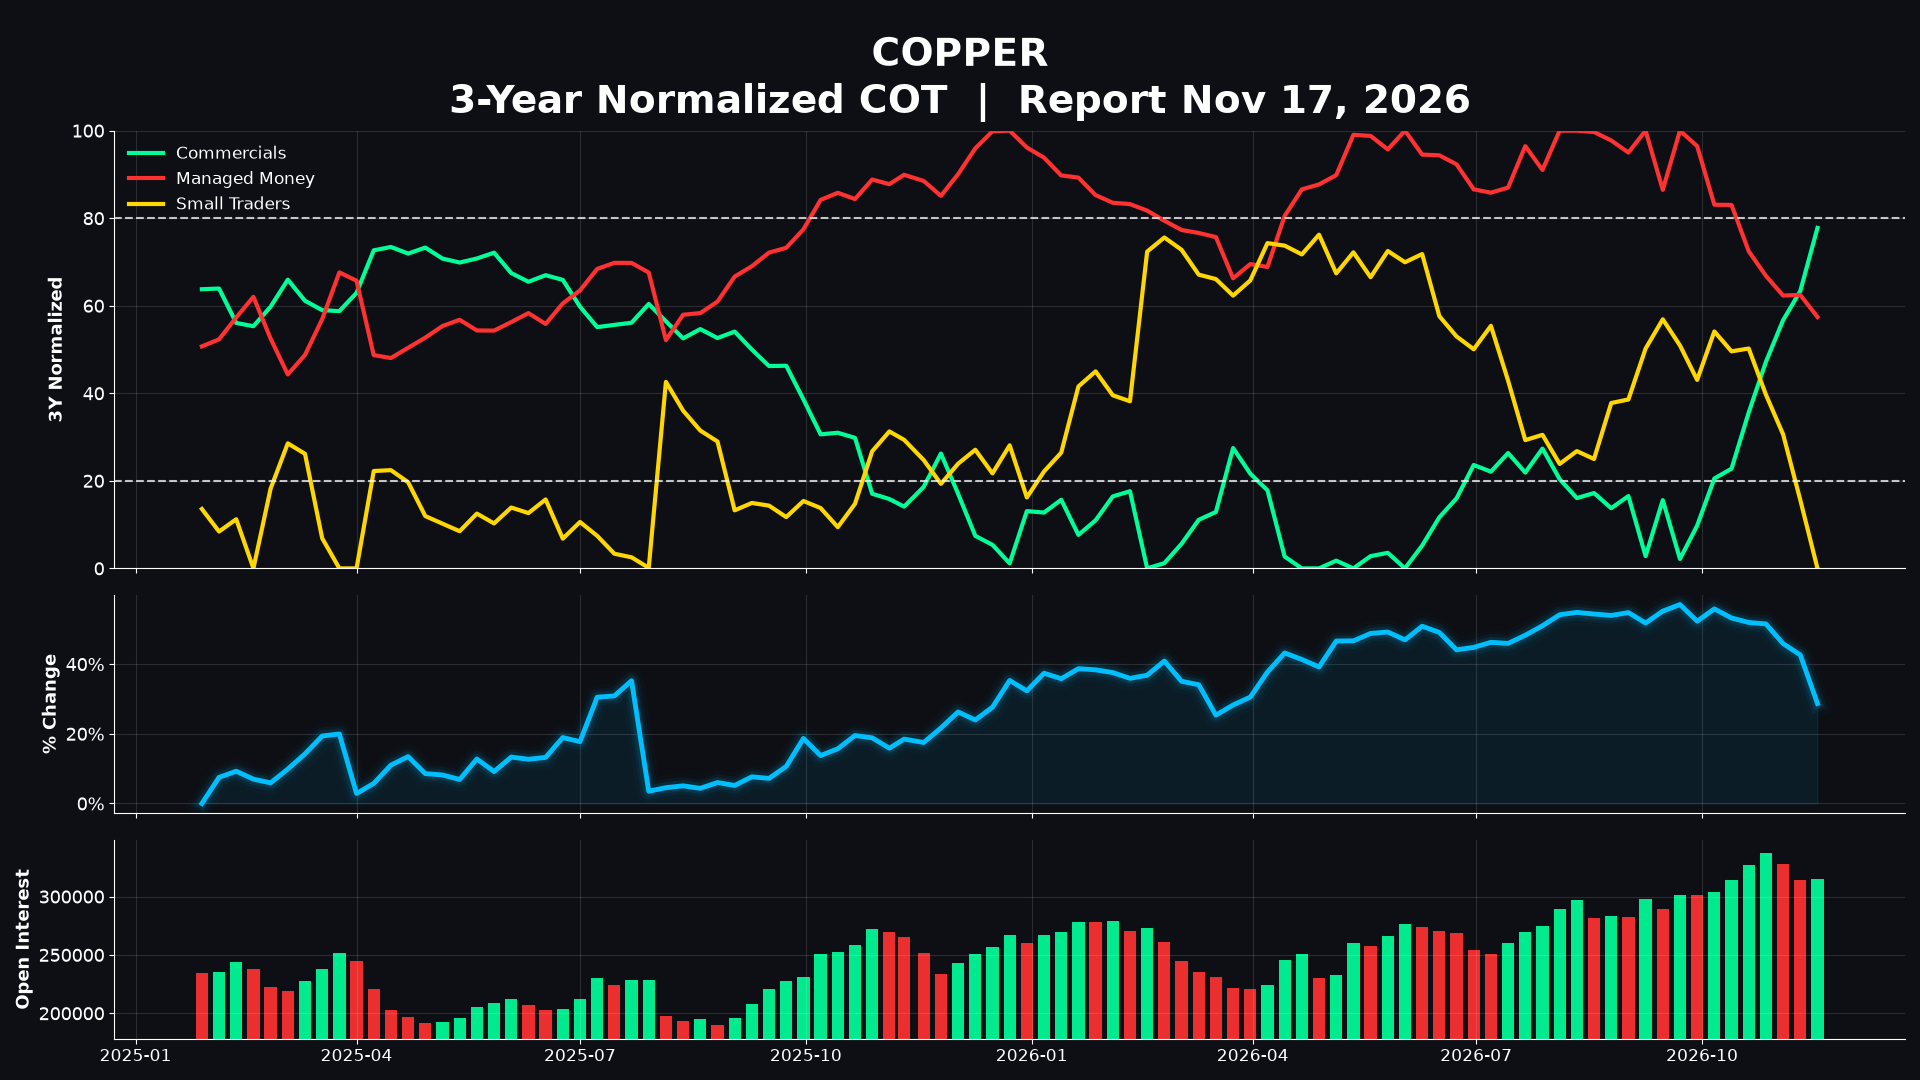 COPPER
3-Year Normalized COT | Report Nov 17, 2026
3Y Normalized
100
80
60
40
20
0
Commercials
Managed Money
Small Traders
% Change
40%
20%
0%
Open Interest
300000
250000
200000
2025-01
2025-04
2025-07
2025-10
2026-01
2026-04
2026-07
2026-10